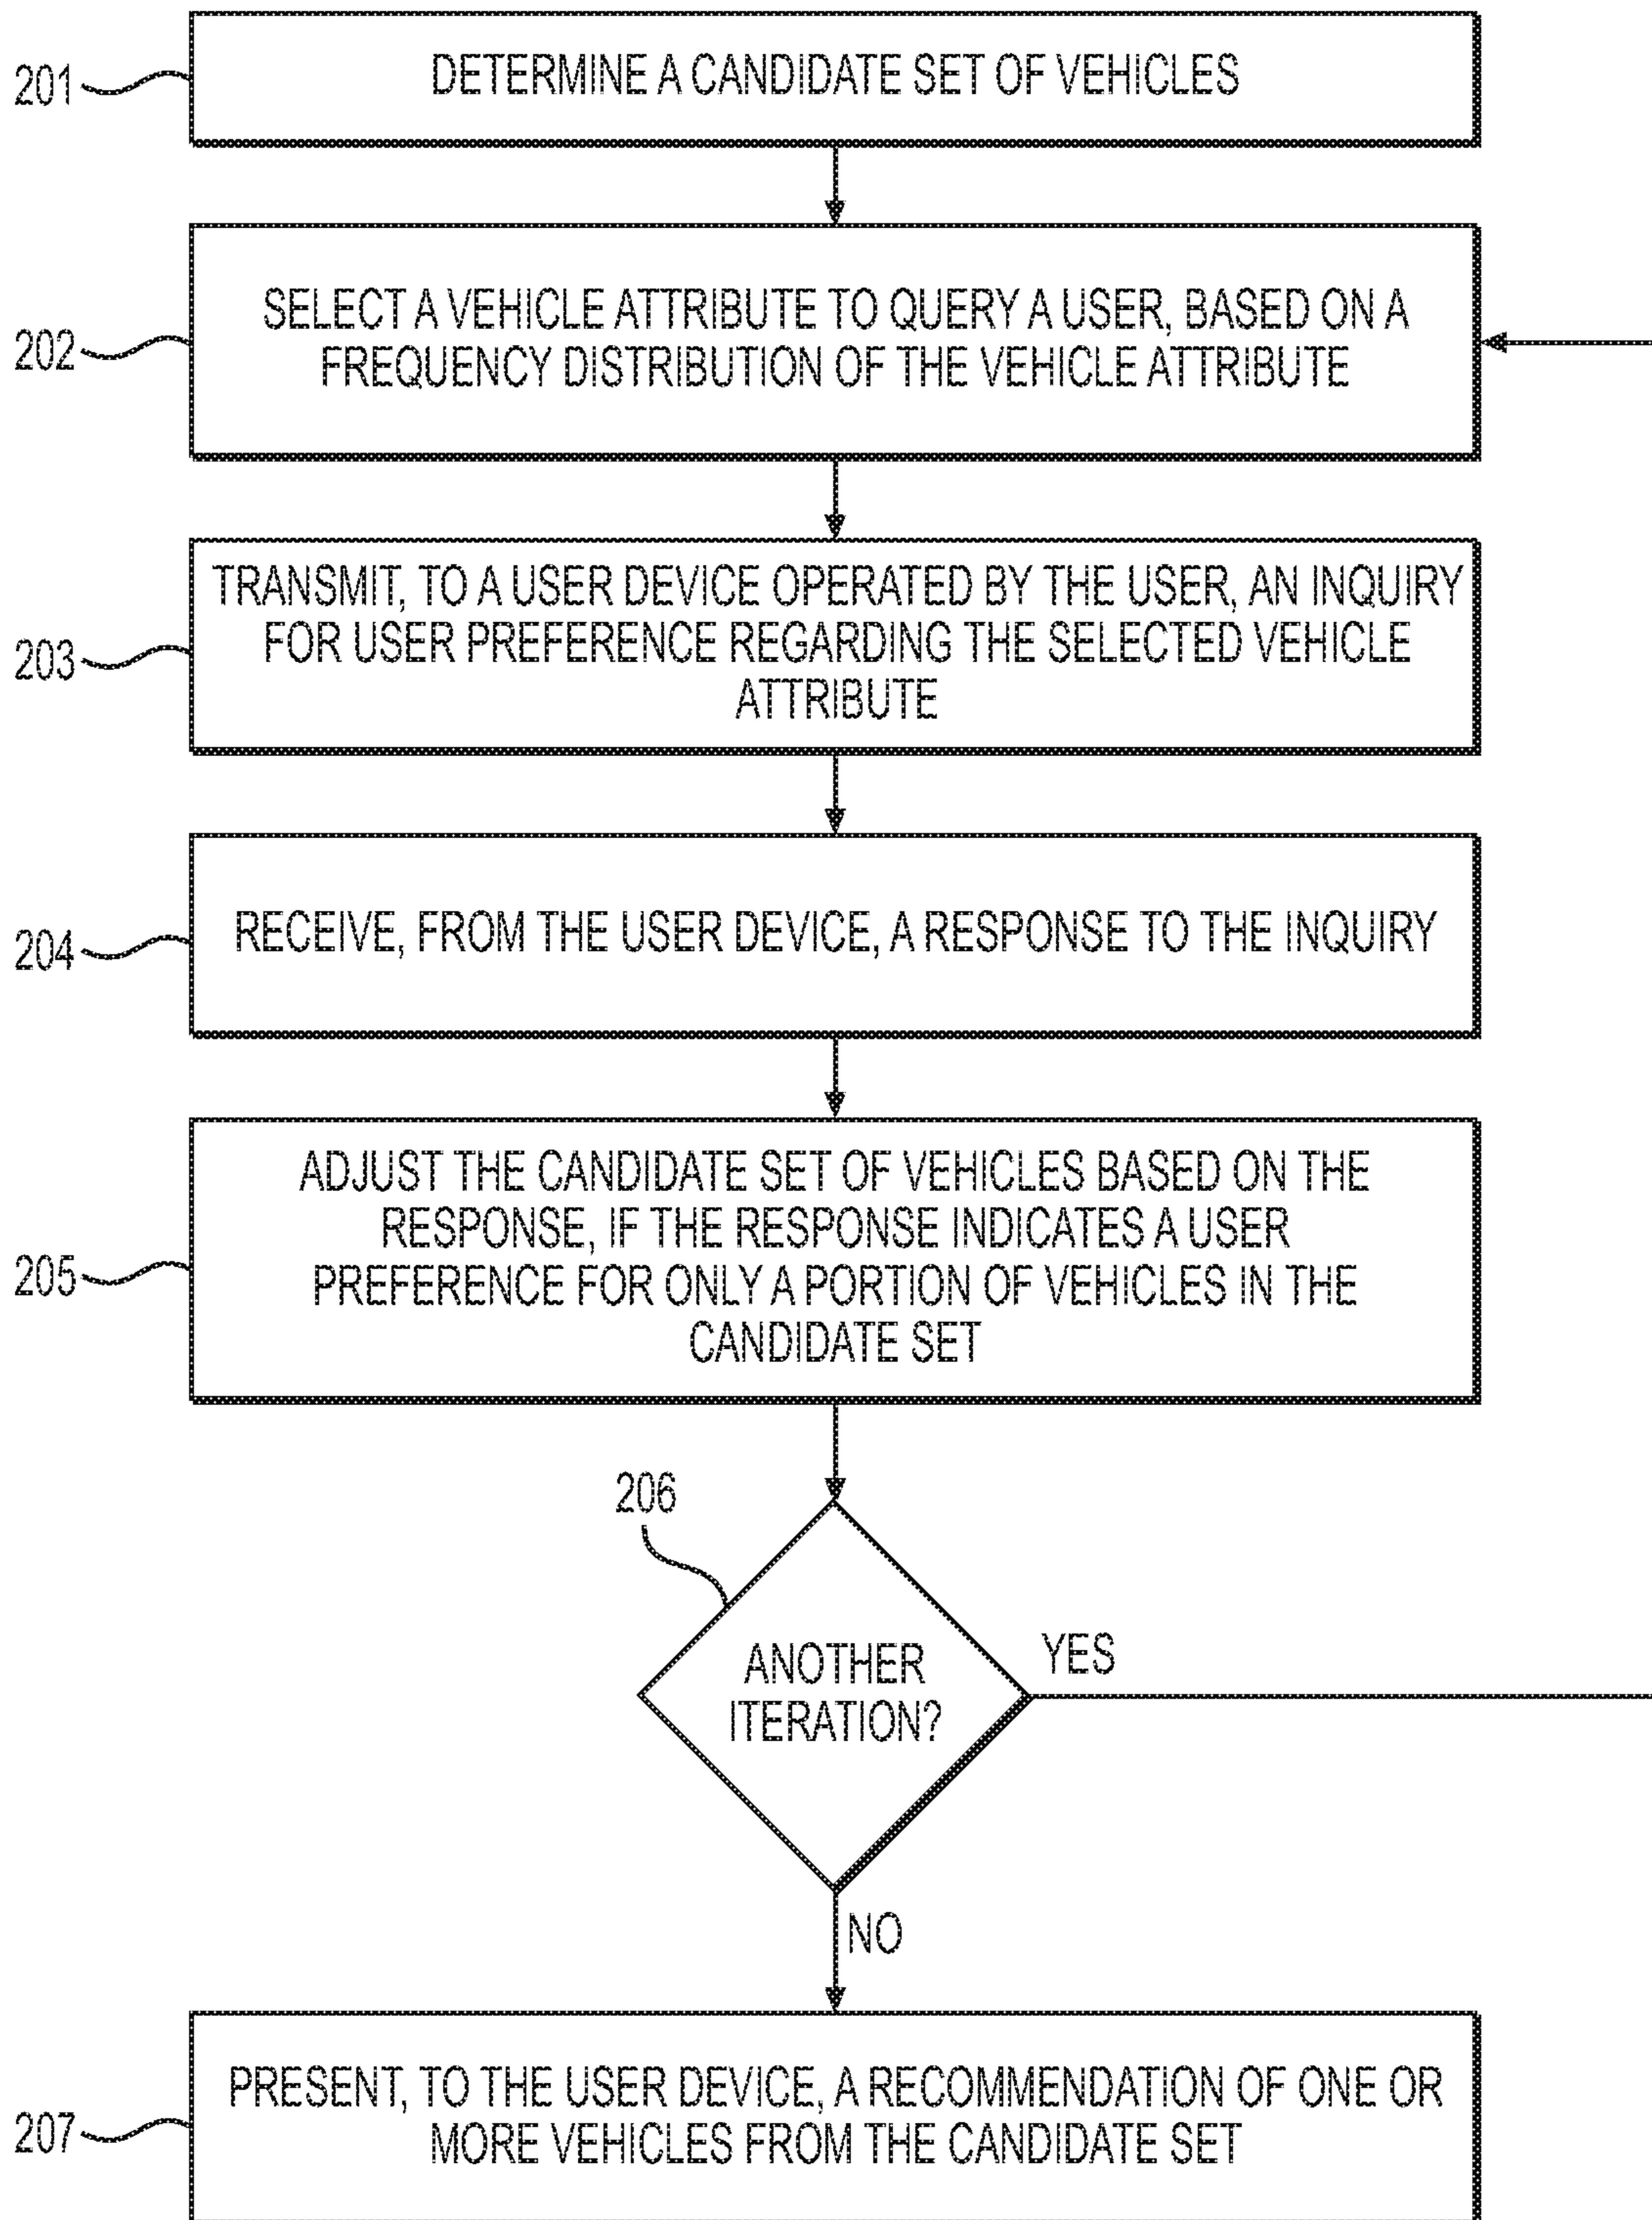 201
DETERMINE A CANDIDATE SET OF VEHICLES
202
SELECT A VEHICLE ATTRIBUTE TO QUERY A USER, BASED ON A
FREQUENCY DISTRIBUTION OF THE VEHICLE ATTRIBUTE
203
TRANSMIT, TO A USER DEVICE OPERATED BY THE USER, AN INQUIRY
FOR USER PREFERENCE REGARDING THE SELECTED VEHICLE
ATTRIBUTE
204
RECEIVE, FROM THE USER DEVICE, A RESPONSE TO THE INQUIRY
205
ADJUST THE CANDIDATE SET OF VEHICLES BASED ON THE
RESPONSE, IF THE RESPONSE INDICATES A USER
PREFERENCE FOR ONLY A PORTION OF VEHICLES IN THE
CANDIDATE SET
206
ANOTHER
ITERATION?
YES
NO
207
PRESENT, TO THE USER DEVICE, A RECOMMENDATION OF ONE OR
MORE VEHICLES FROM THE CANDIDATE SET